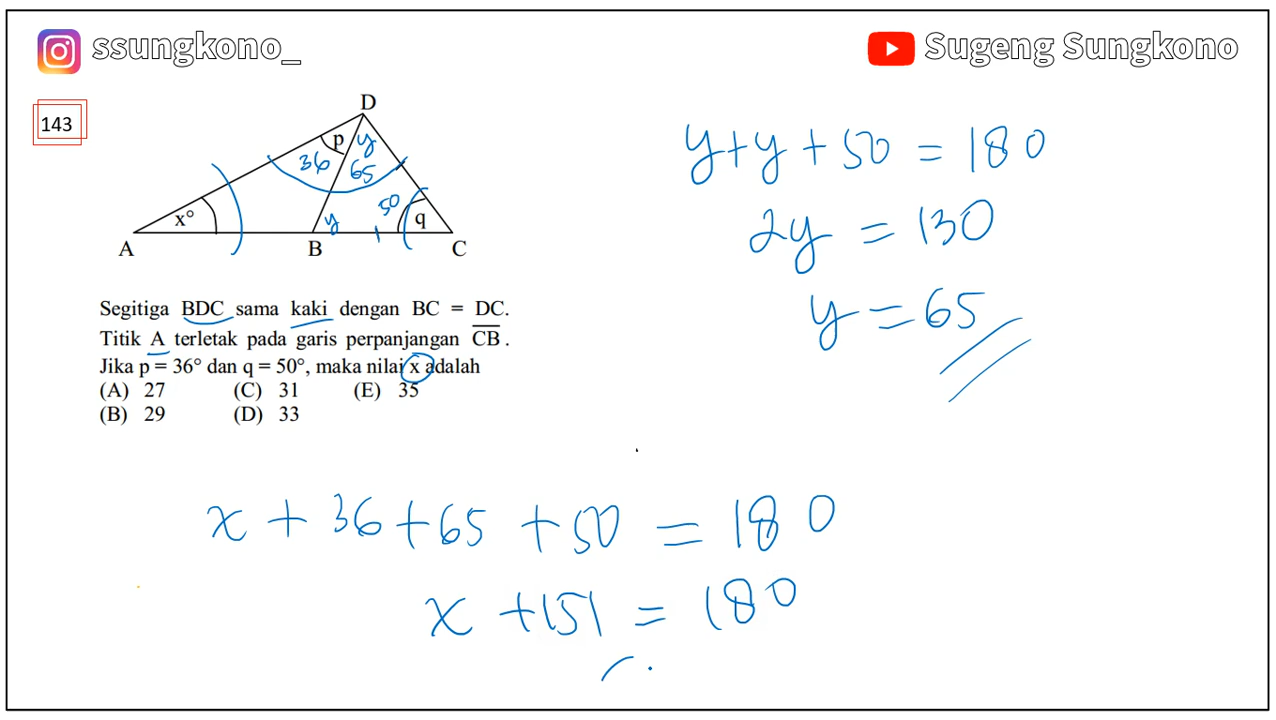 ssungkono_
Sugeng Sungkono
143
D
p
y
36
65
y
50
x°
q
A
B
C
y + y + 50 = 180
2y = 130
y = 65
Segitiga BDC sama kaki dengan BC = DC.
Titik A terletak pada garis perpanjangan C̅B̅.
Jika p = 36° dan q = 50°, maka nilai x adalah
(A) 27 (C) 31 (E) 35
(B) 29 (D) 33
x + 36 + 65 + 50 = 180
x + 151 = 180